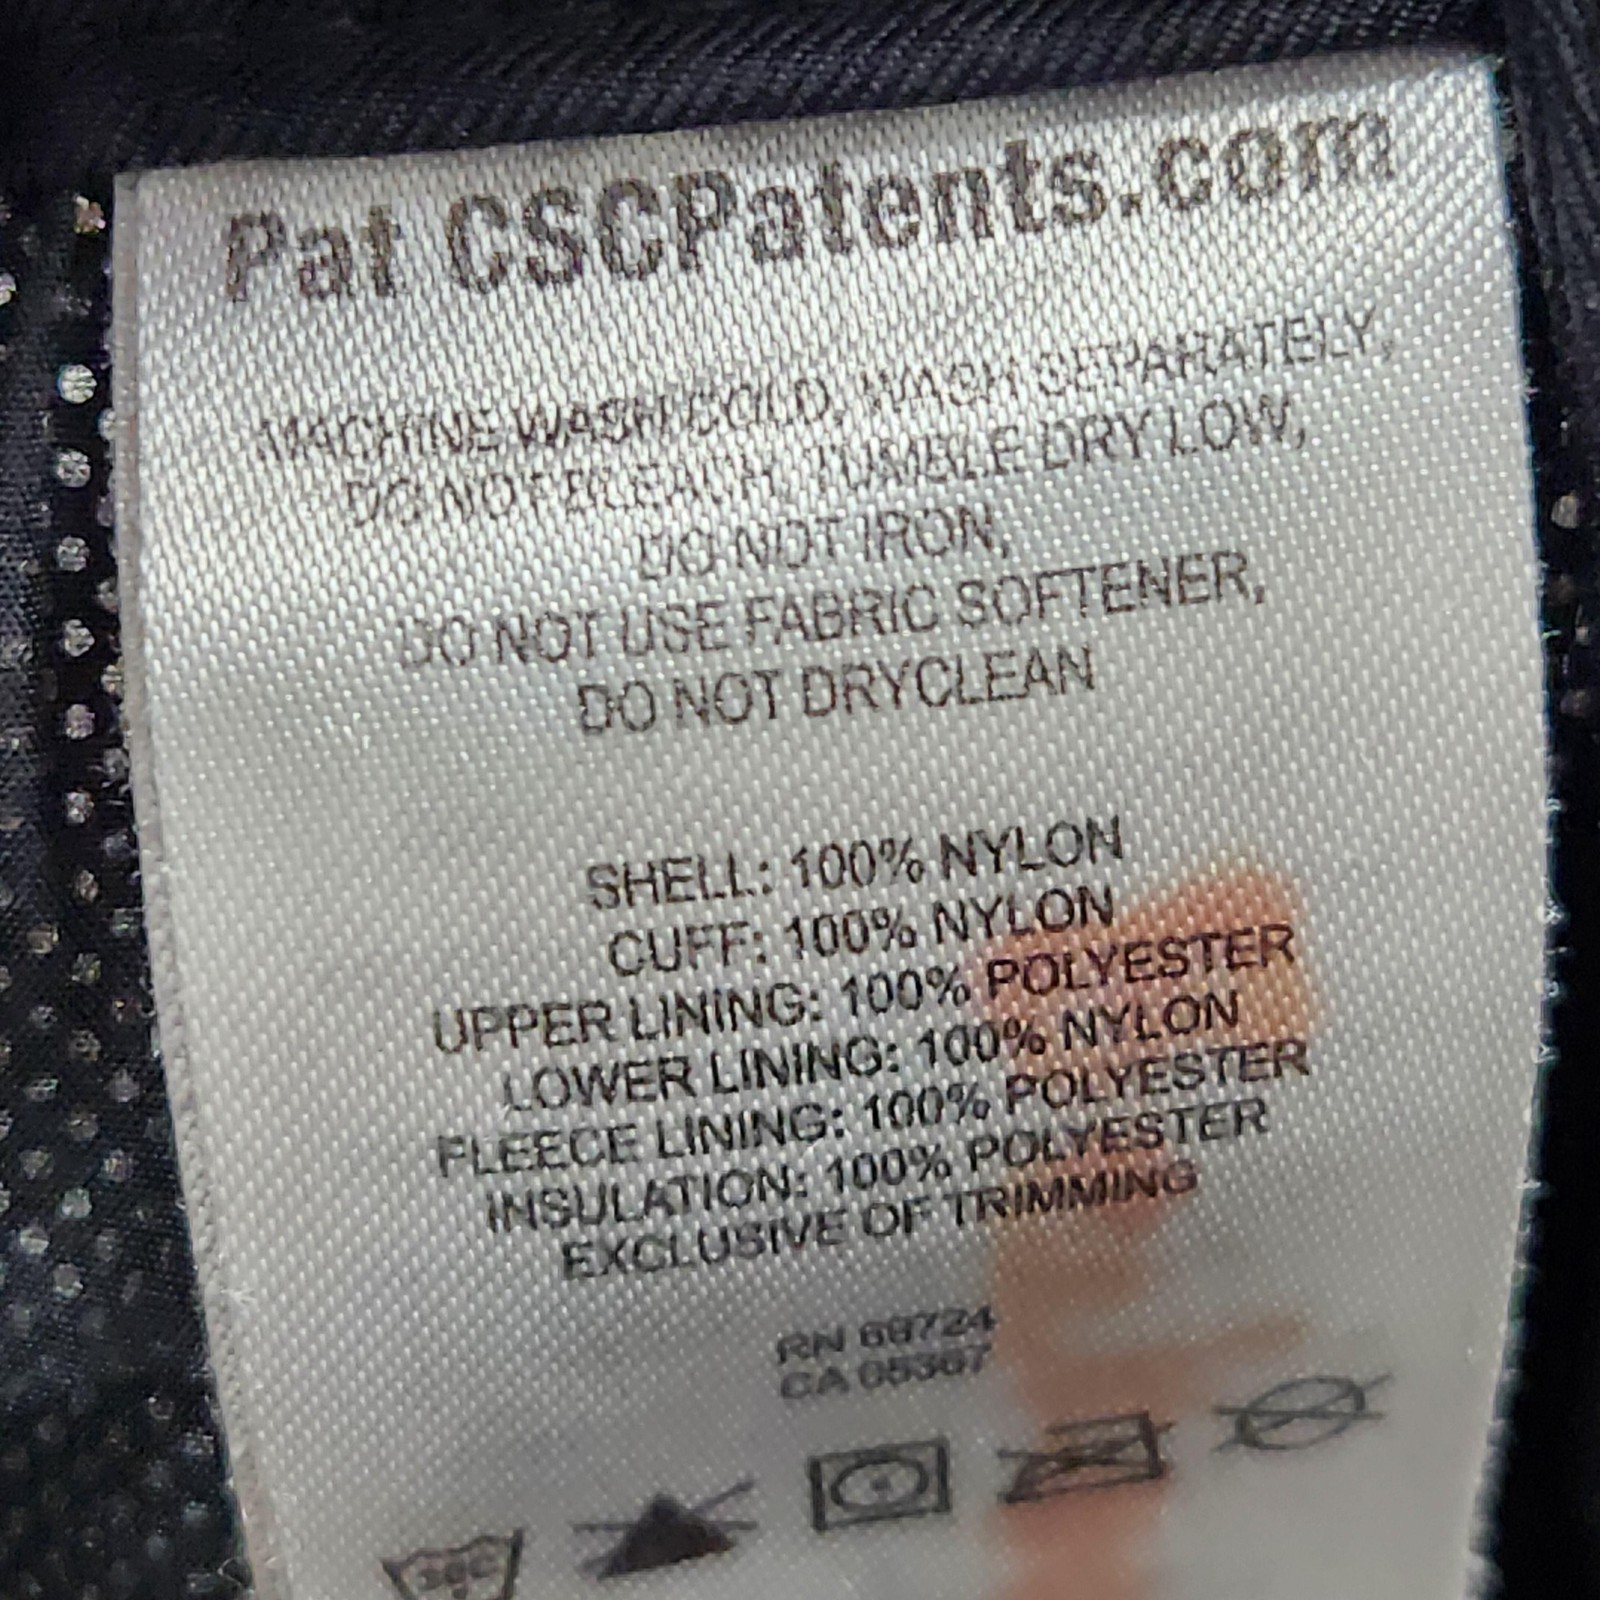 Pat CSCPatents.com
MACHINE WASH COLD, WASH SEPARATELY,
DO NOT BLEACH, TUMBLE DRY LOW,
DO NOT IRON,
DO NOT USE FABRIC SOFTENER,
DO NOT DRYCLEAN
SHELL: 100% NYLON
CUFF: 100% NYLON
UPPER LINING: 100% POLYESTER
LOWER LINING: 100% NYLON
FLEECE LINING: 100% POLYESTER
INSULATION: 100% POLYESTER
EXCLUSIVE OF TRIMMING
RN 69724
CA 05367
30C